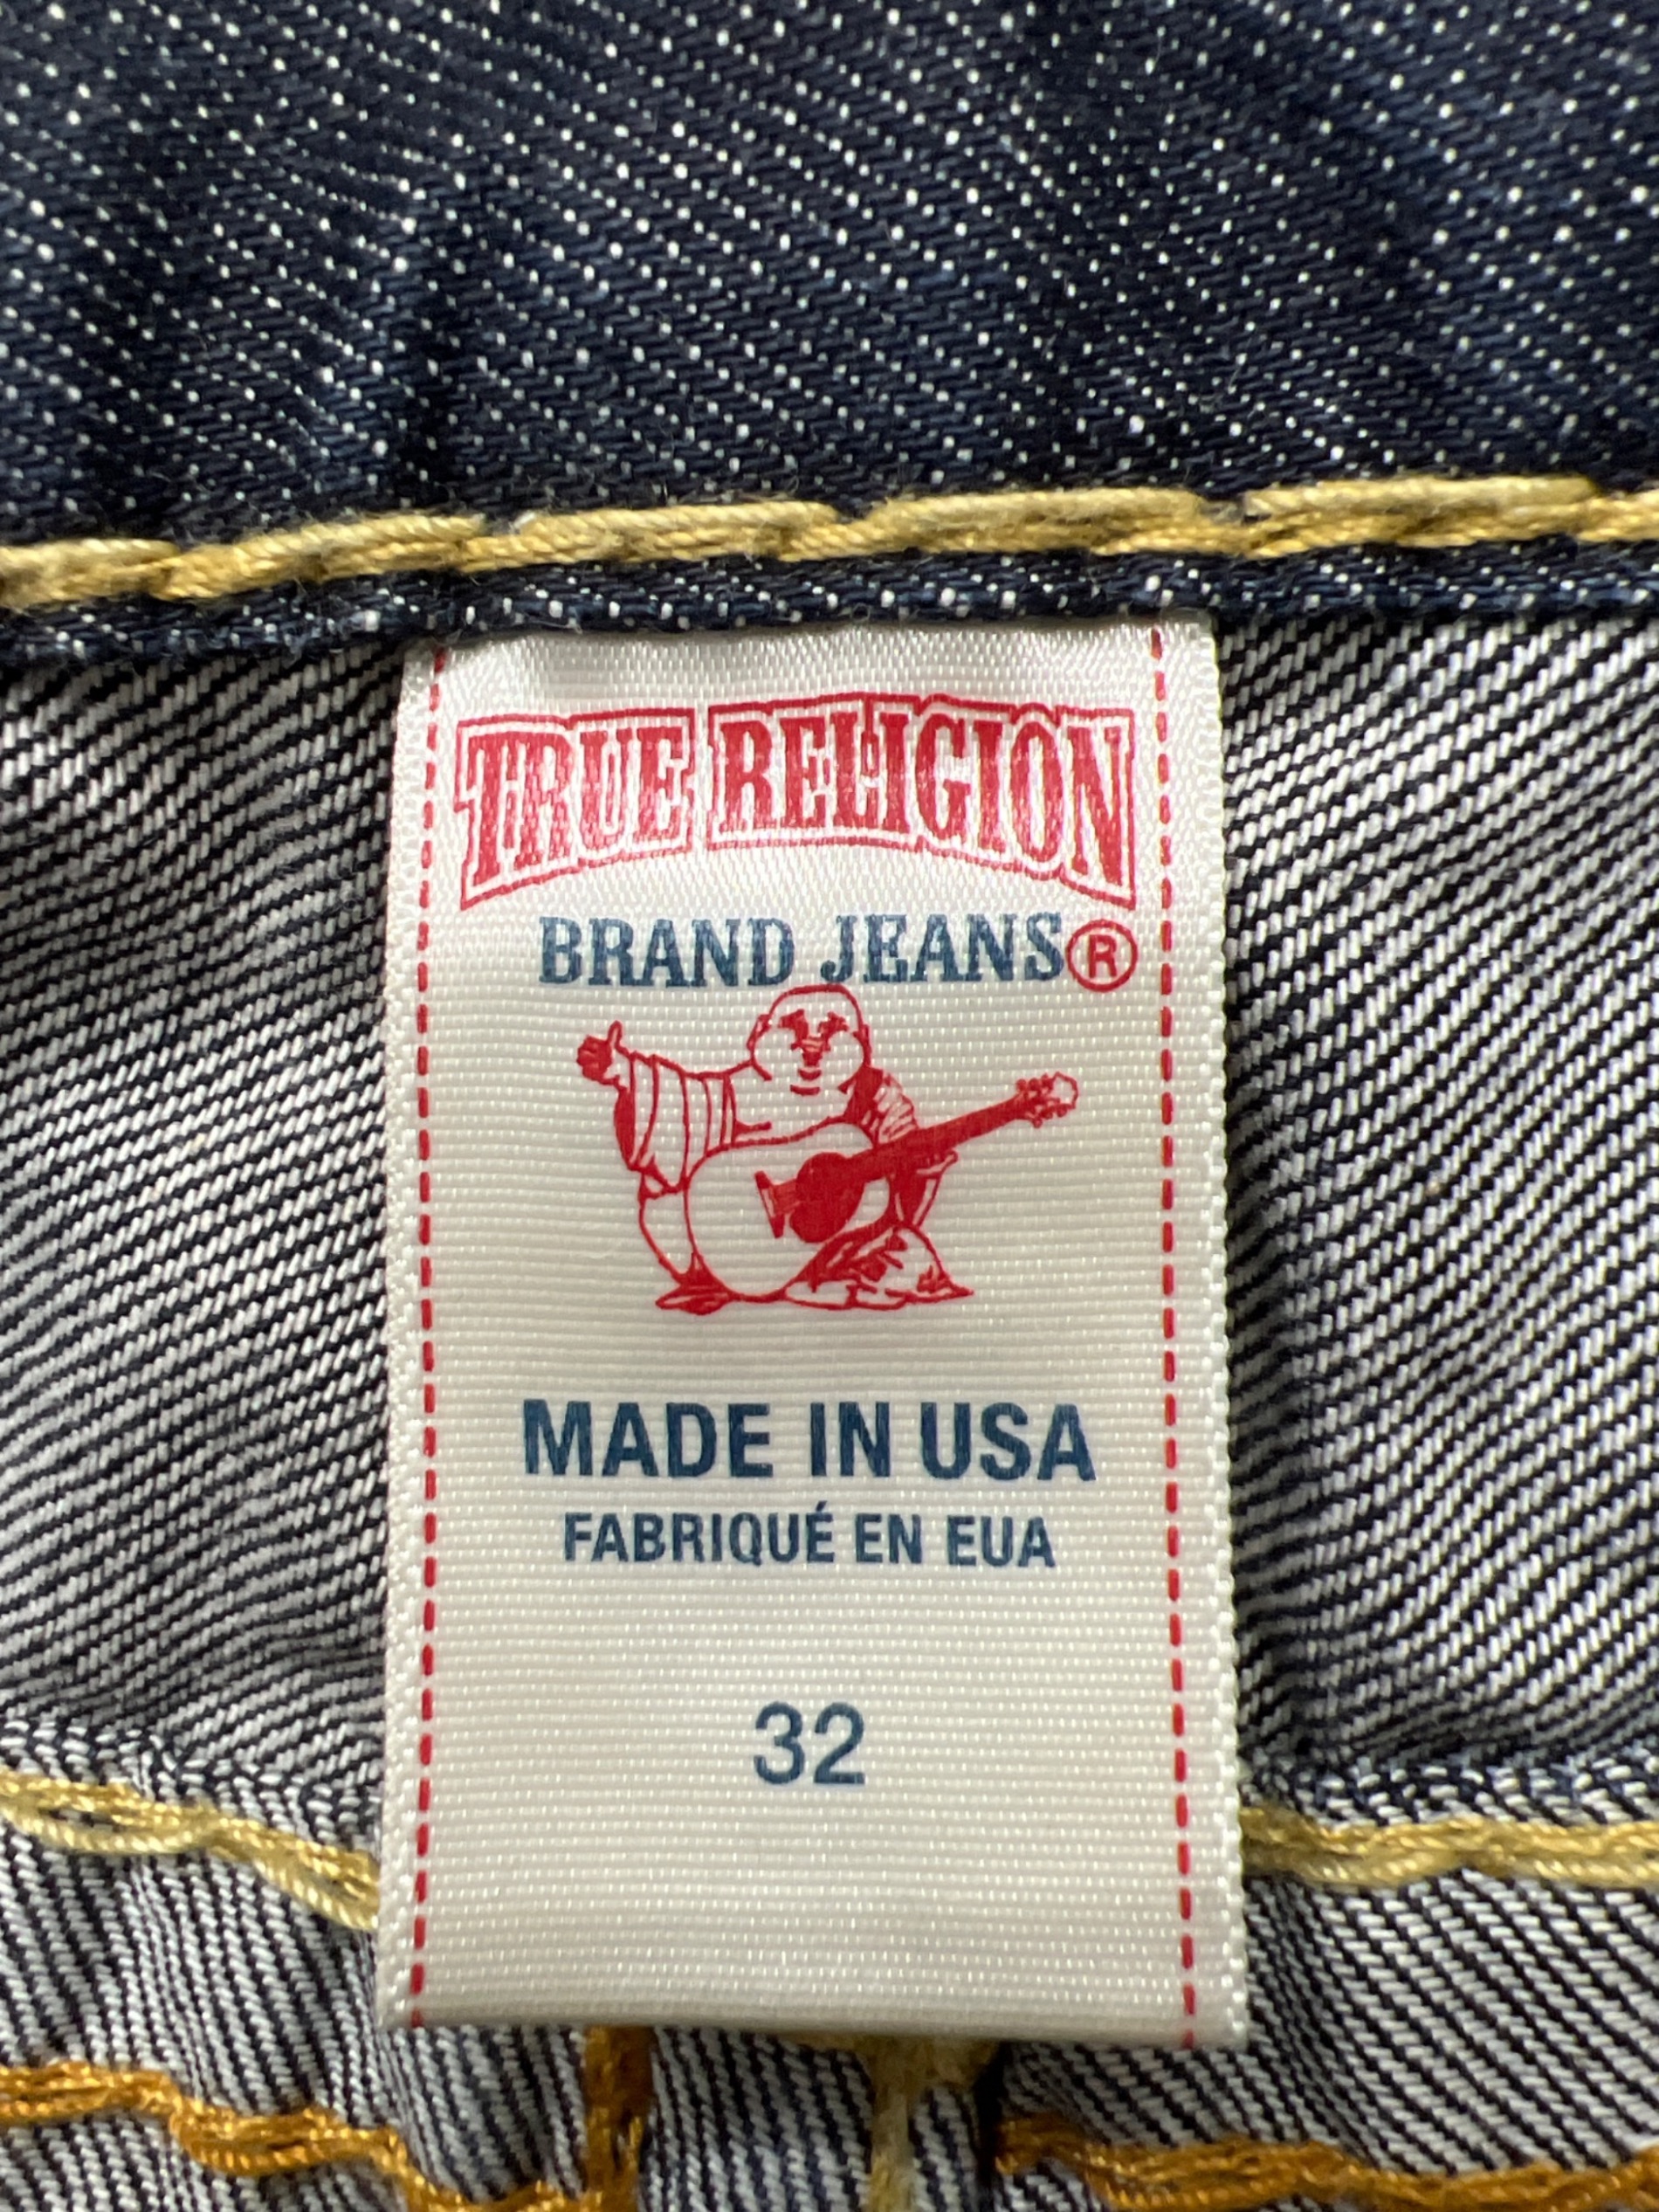 TRUE RELIGION
BRAND JEANS®
MADE IN USA
FABRIQUÉ EN EUA
32